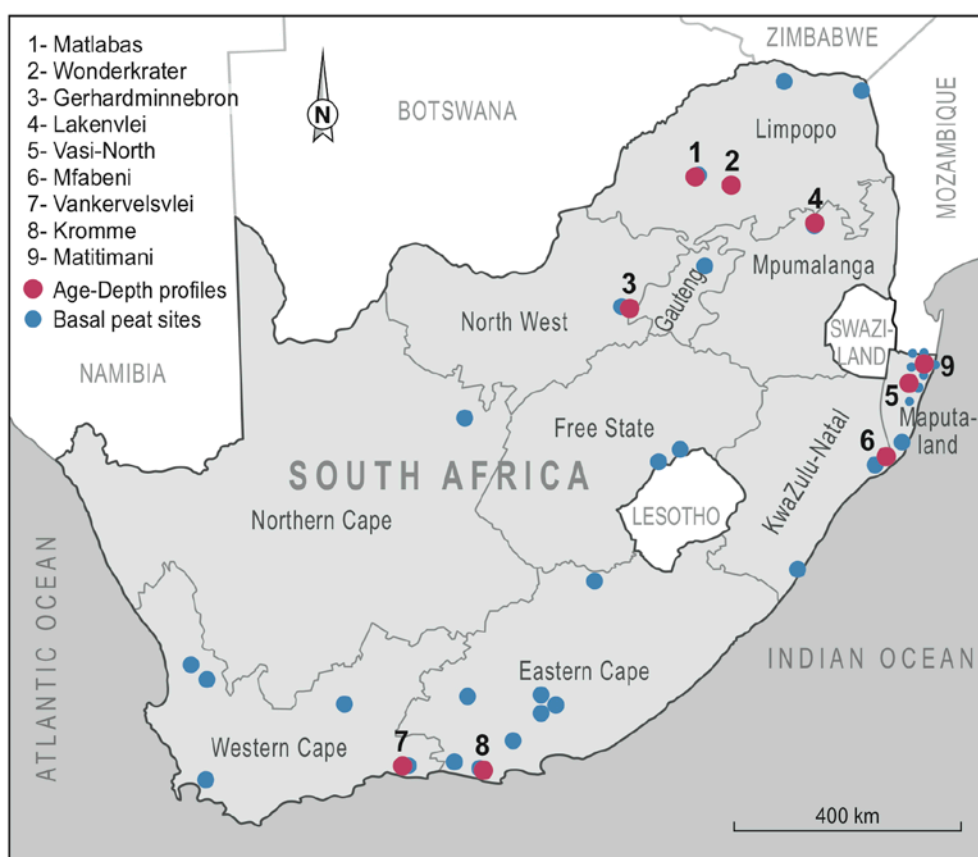 1- Matlabas
2- Wonderkrater
3- Gerhardminnebron
4- Lakenvlei
5- Vasi-North
6- Mfabeni
7- Vankervelsvlei
8- Kromme
9- Matitimani
Age-Depth profiles
Basal peat sites
N
ZIMBABWE
BOTSWANA
MOZAMBIQUE
Limpopo
1
2
4
Mpumalanga
3
Gauteng
North West
SWAZI-
LAND
NAMIBIA
9
5
Maputa-
land
Free State
6
KwaZulu-Natal
SOUTH AFRICA
LESOTHO
Northern Cape
ATLANTIC OCEAN
INDIAN OCEAN
Eastern Cape
Western Cape
7
8
400 km